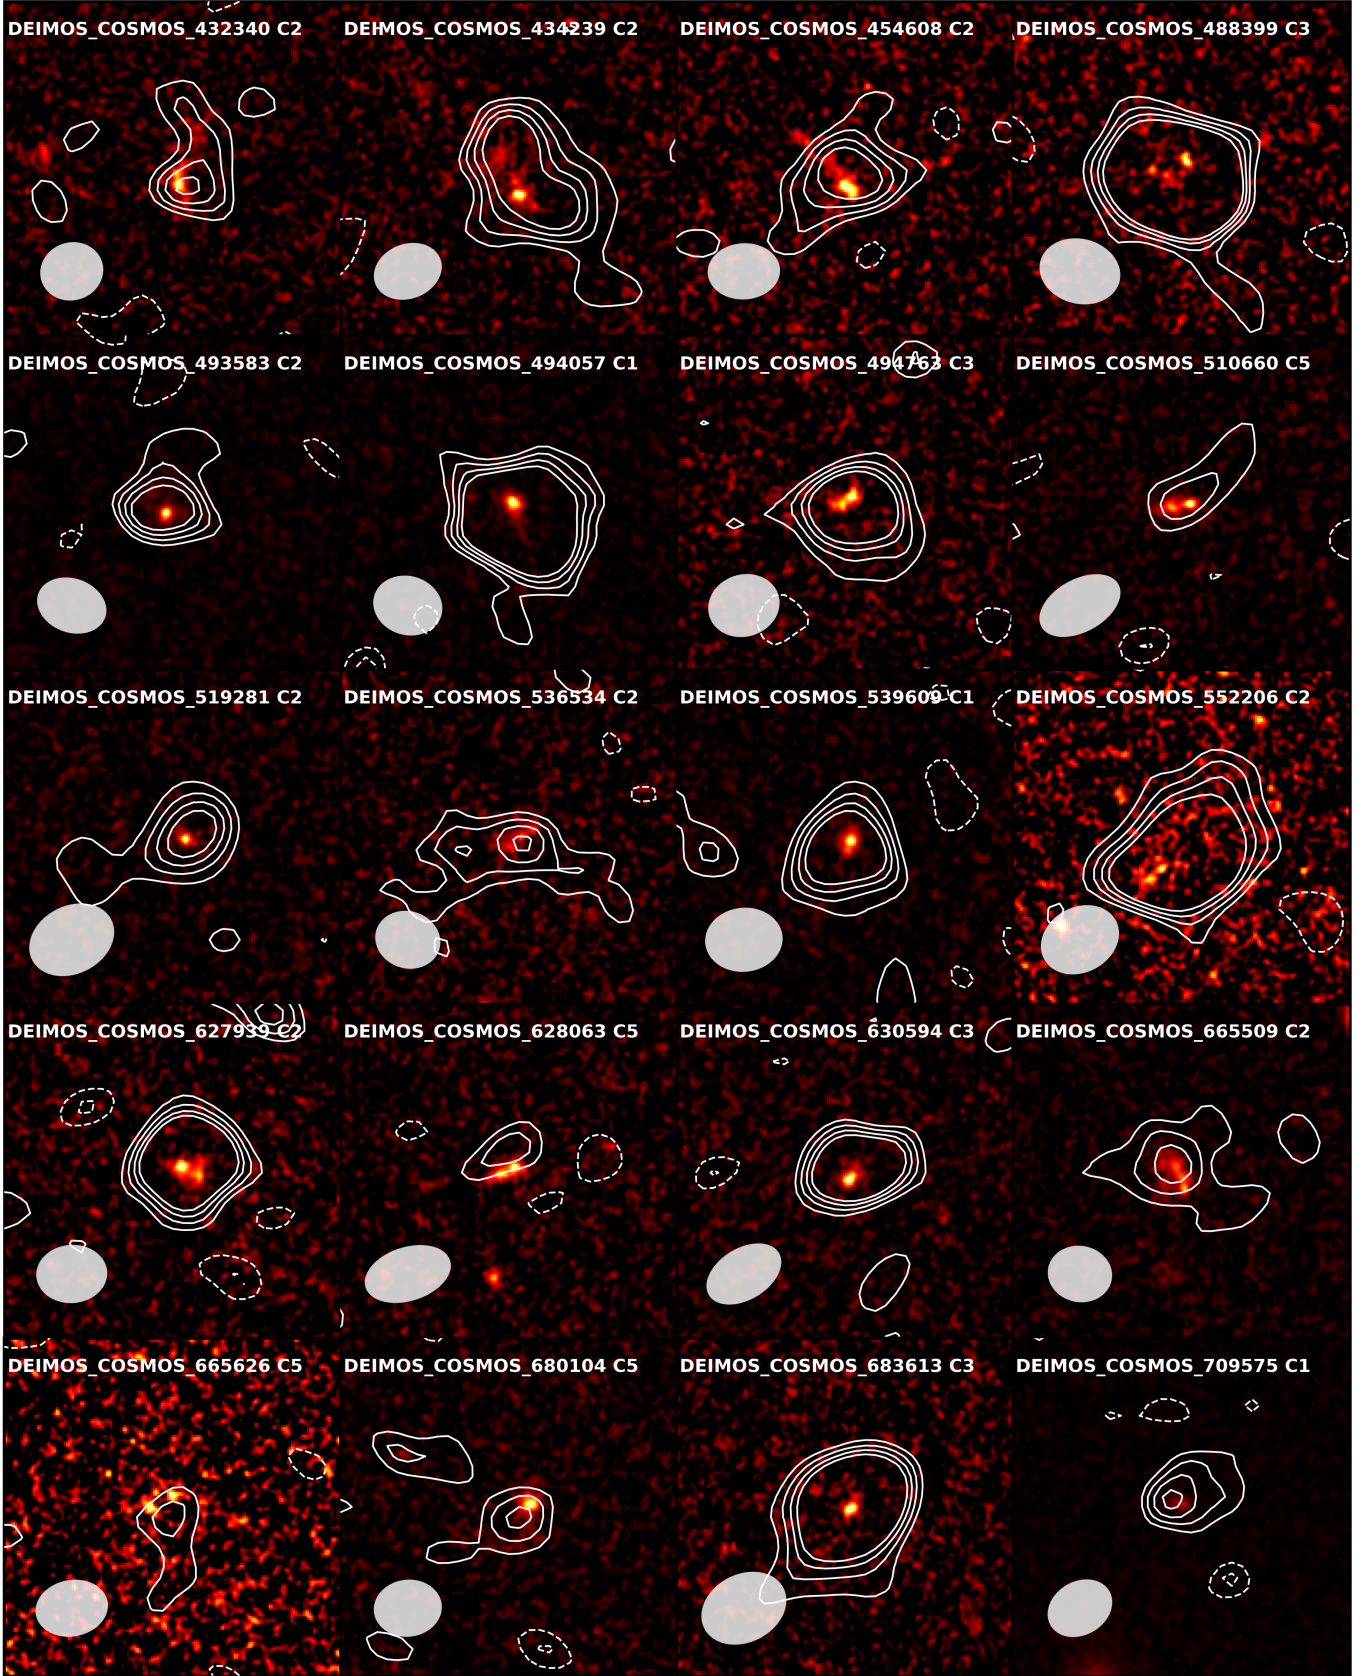 DEIMOS_COSMOS_432340 C2
DEIMOS_COSMOS_434239 C2
DEIMOS_COSMOS_454608 C2
DEIMOS_COSMOS_488399 C3
DEIMOS_COSMOS_493583 C2
DEIMOS_COSMOS_494057 C1
DEIMOS_COSMOS_494763 C3
DEIMOS_COSMOS_510660 C5
DEIMOS_COSMOS_519281 C2
DEIMOS_COSMOS_536534 C2
DEIMOS_COSMOS_539609 C1
DEIMOS_COSMOS_552206 C2
DEIMOS_COSMOS_627939 C2
DEIMOS_COSMOS_628063 C5
DEIMOS_COSMOS_630594 C3
DEIMOS_COSMOS_665509 C2
DEIMOS_COSMOS_665626 C5
DEIMOS_COSMOS_680104 C5
DEIMOS_COSMOS_683613 C3
DEIMOS_COSMOS_709575 C1